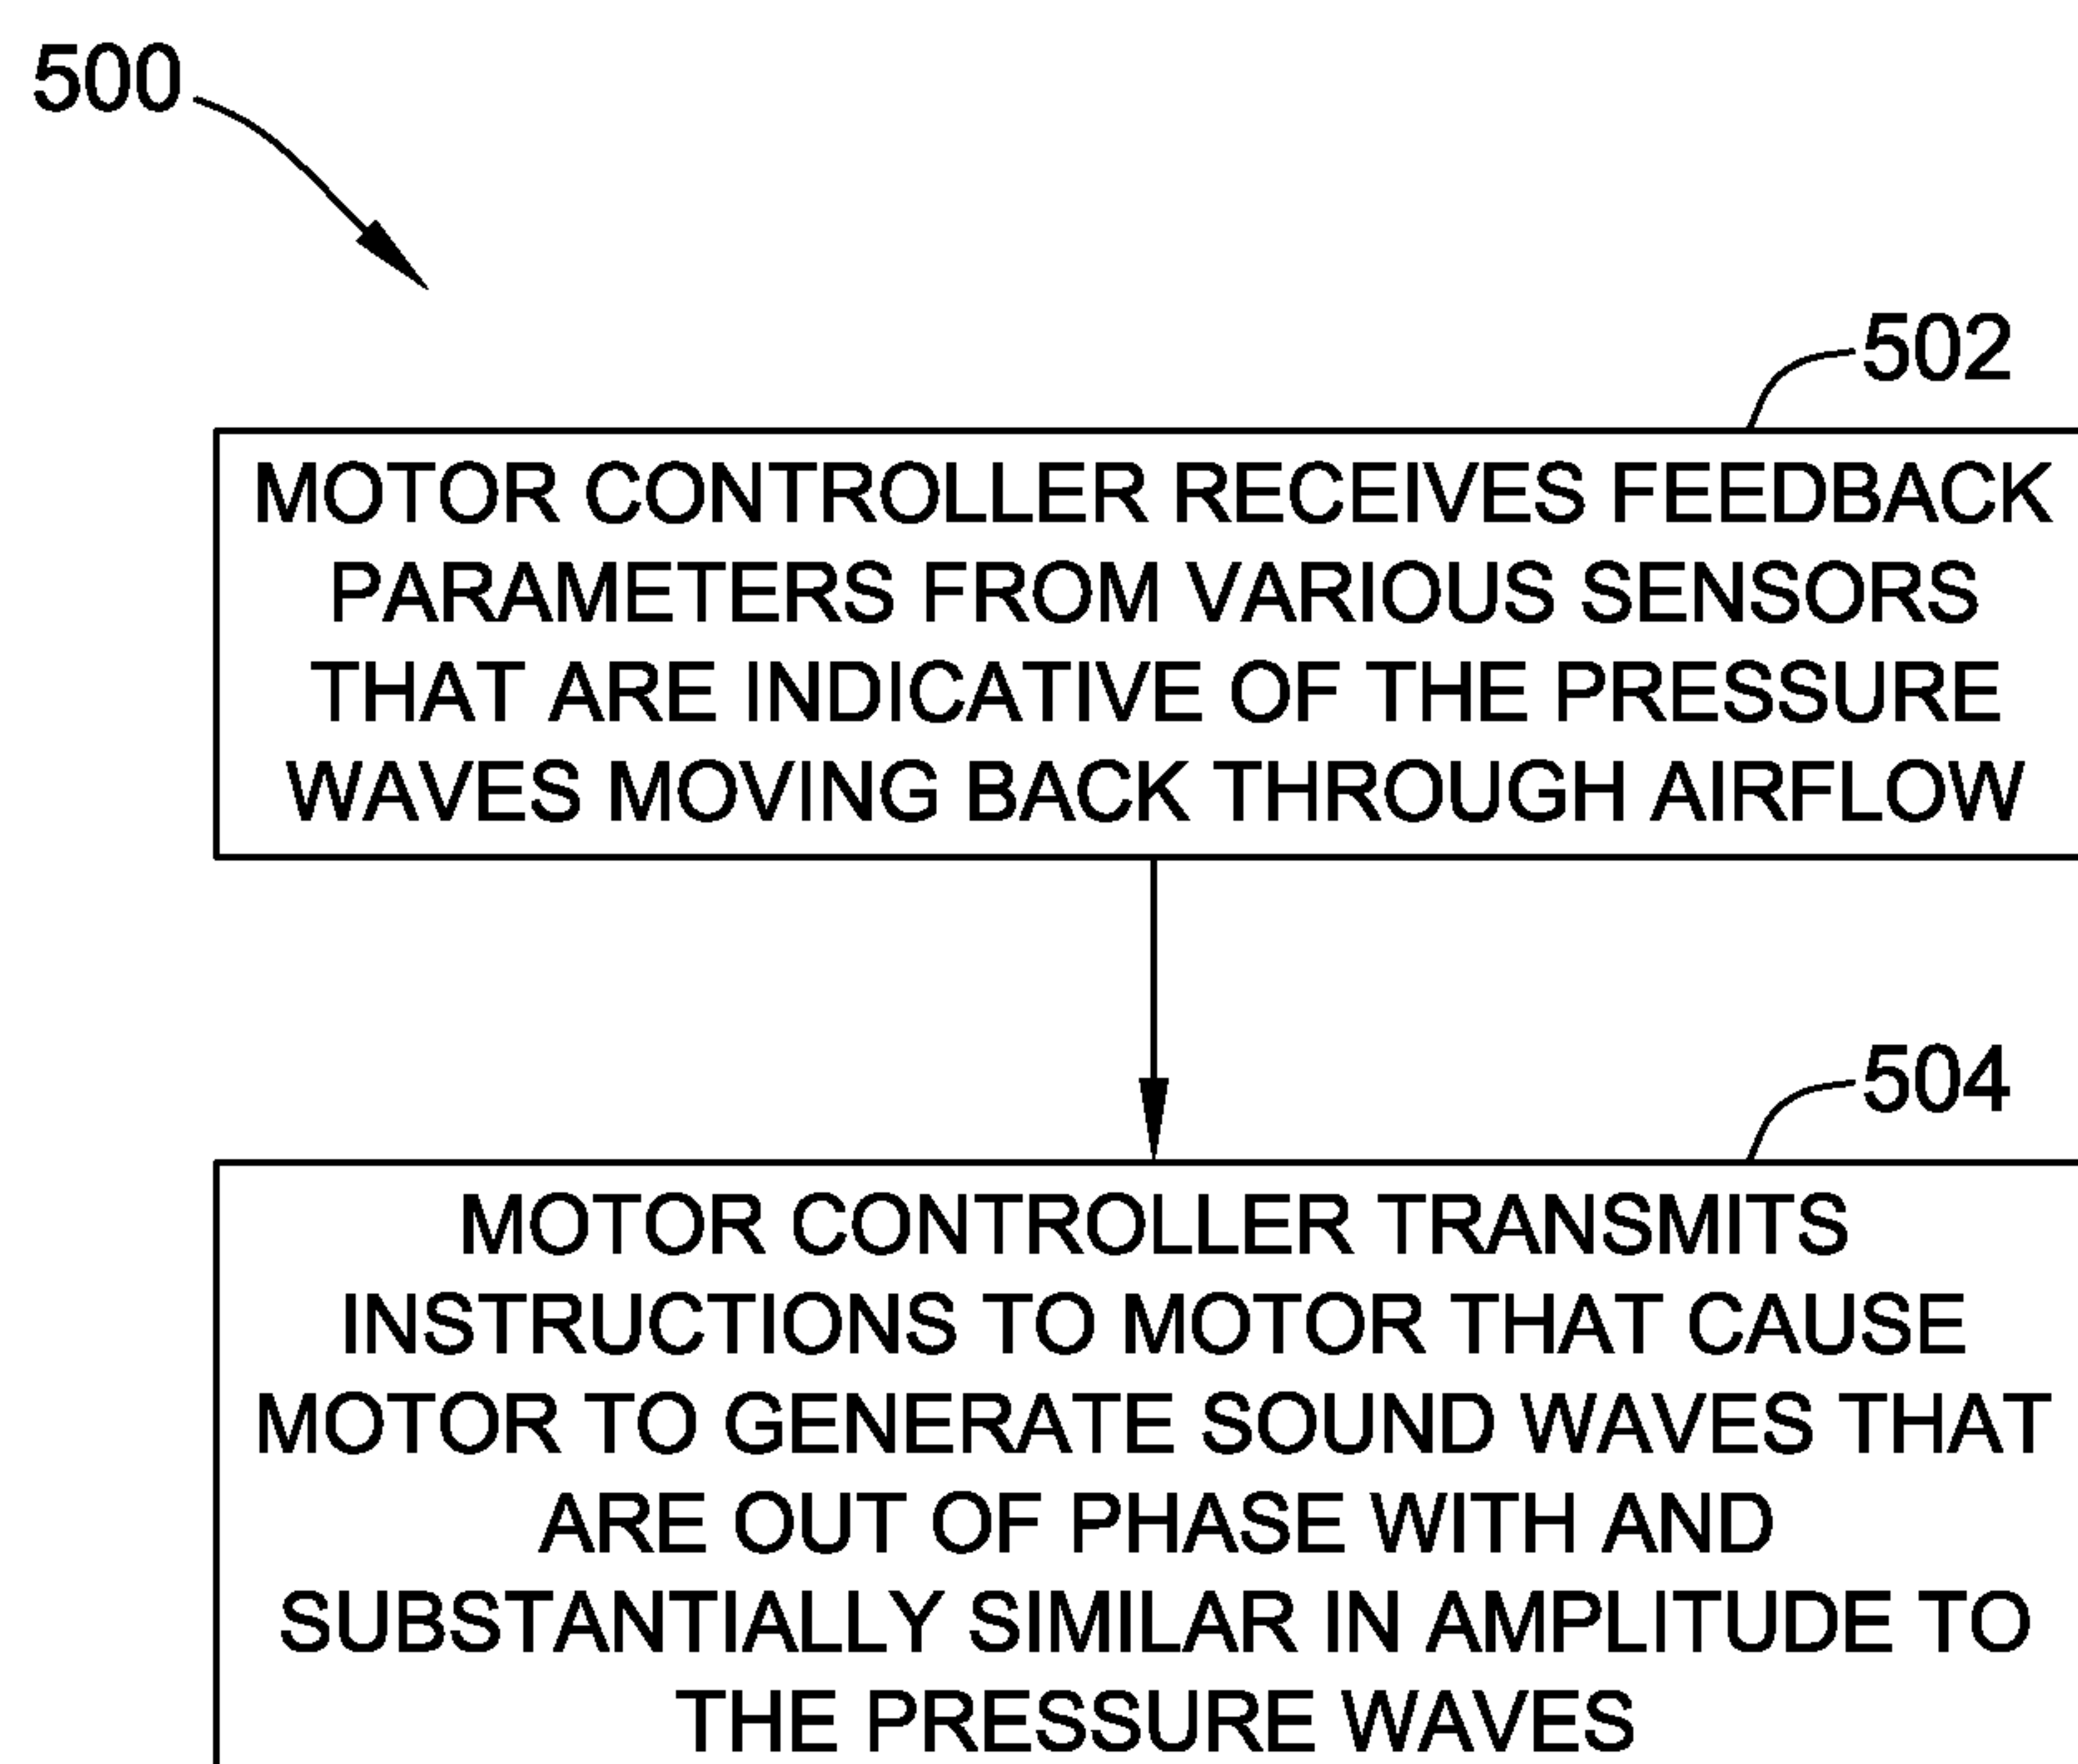 500
502
MOTOR CONTROLLER RECEIVES FEEDBACK
PARAMETERS FROM VARIOUS SENSORS
THAT ARE INDICATIVE OF THE PRESSURE
WAVES MOVING BACK THROUGH AIRFLOW
504
MOTOR CONTROLLER TRANSMITS
INSTRUCTIONS TO MOTOR THAT CAUSE
MOTOR TO GENERATE SOUND WAVES THAT
ARE OUT OF PHASE WITH AND
SUBSTANTIALLY SIMILAR IN AMPLITUDE TO
THE PRESSURE WAVES